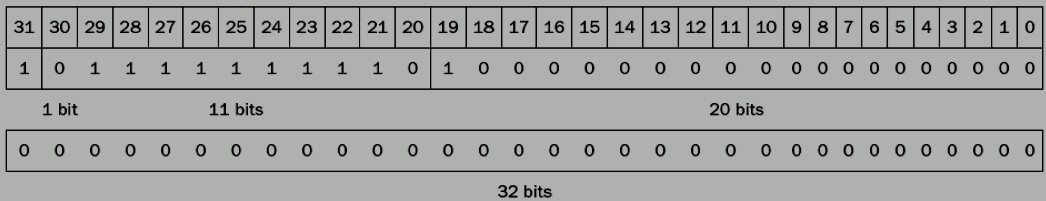 31 30 29 28 27 26 25 24 23 22 21 20 19 18 17 16 15 14 13 12 11 10 9 8 7 6 5 4 3 2 1 0
1 0 1 1 1 1 1 1 1 1 1 0 1 0 0 0 0 0 0 0 0 0 0 0 0 0 0 0 0 0 0 0
1 bit 11 bits 20 bits
0 0 0 0 0 0 0 0 0 0 0 0 0 0 0 0 0 0 0 0 0 0 0 0 0 0 0 0 0 0 0 0
32 bits